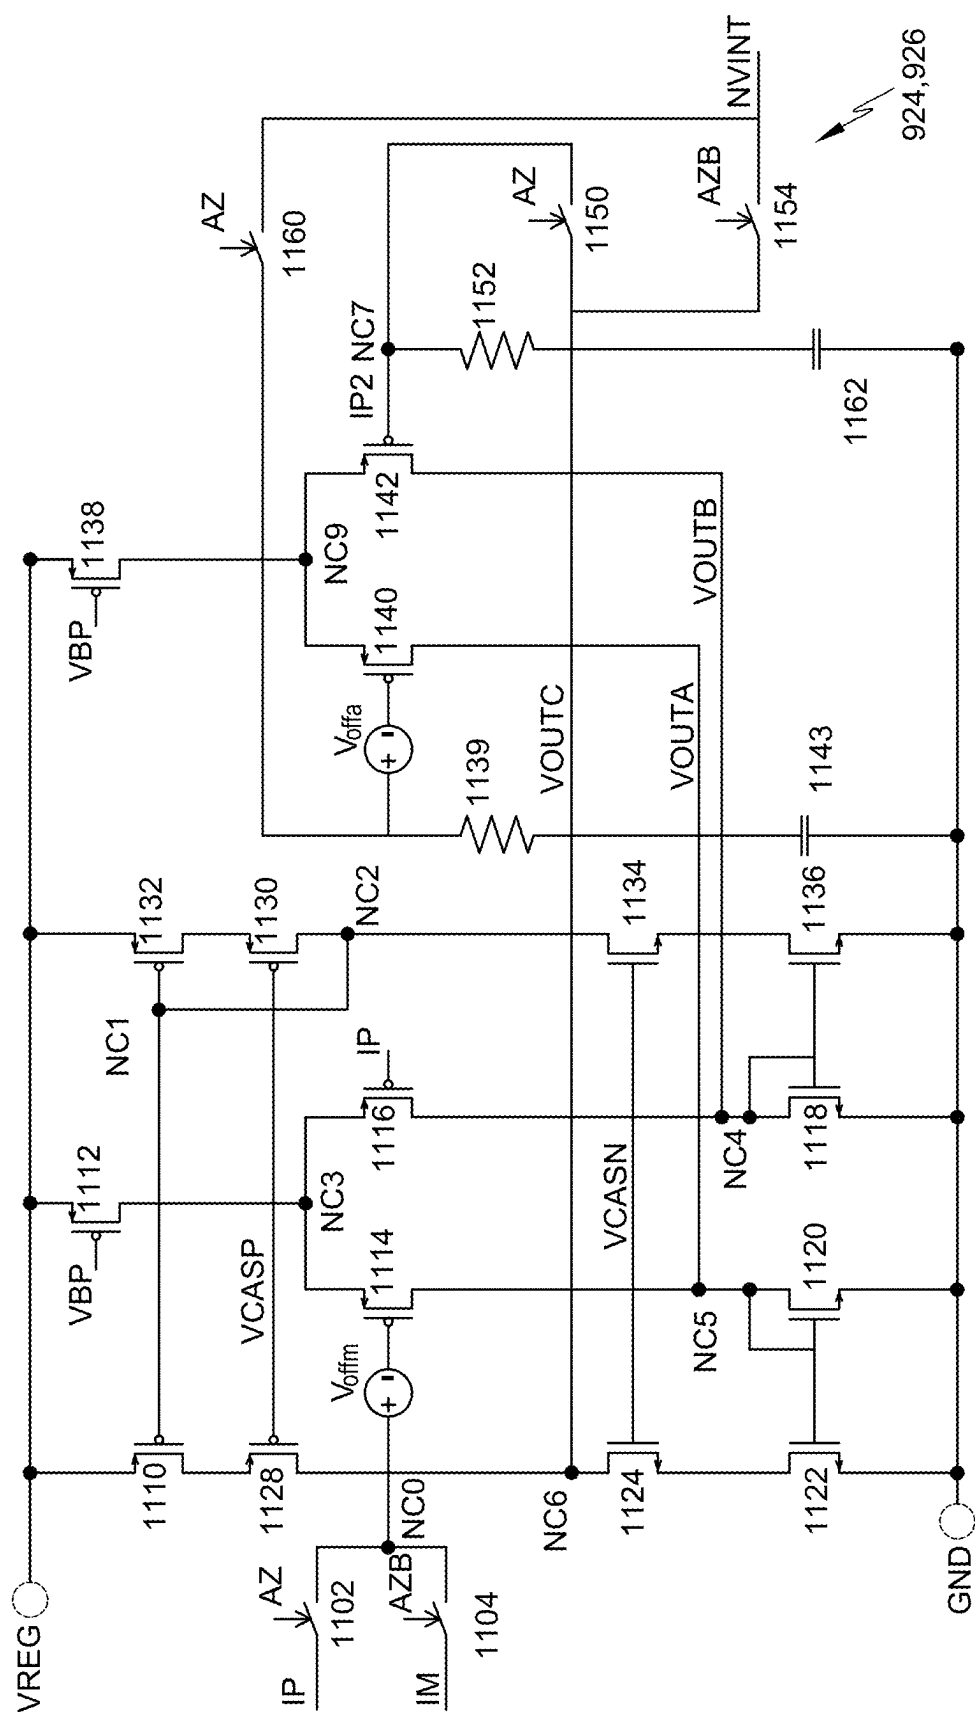 VREG
VBP
1112
VBP
1138
AZ
1160
NVINT
924,926
1110
NC1
1132
VCASP
1128
1130
NC2
NC3
1114
1116
IP
Voffm
NC9
1140
1142
Voffa
IP2
NC7
1139
1152
AZ
1150
AZB
1154
IP
AZ
1102
IM
AZB
1104
NC0
NC6
VOUTC
VOUTA
VOUTB
VCASN
1124
1134
NC5
NC4
1122
1120
1118
1136
1143
1162
GND